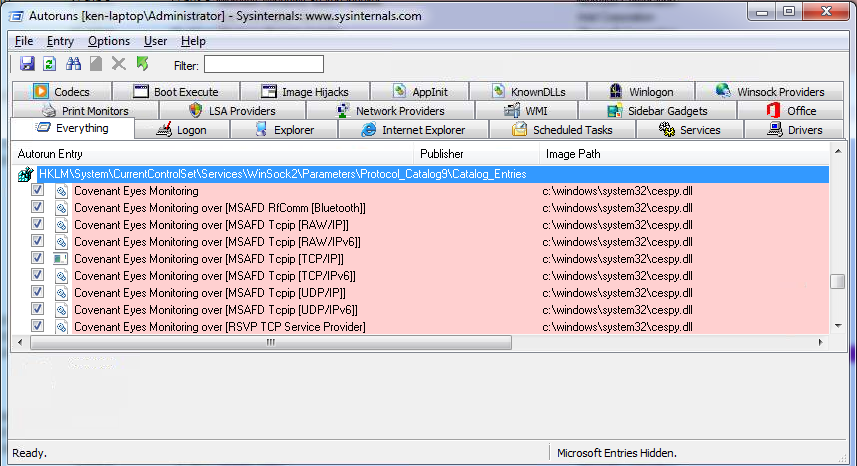 Autoruns [ken-laptop\Administrator] - Sysinternals: www.sysinternals.com
File Entry Options User Help
Filter:
Codecs Boot Execute Image Hijacks AppInit KnownDLLs Winlogon Winsock Providers
Print Monitors LSA Providers Network Providers WMI Sidebar Gadgets Office
Everything Logon Explorer Internet Explorer Scheduled Tasks Services Drivers
Autorun Entry Publisher Image Path
HKLM\System\CurrentControlSet\Services\WinSock2\Parameters\Protocol_Catalog9\Catalog_Entries
Covenant Eyes Monitoring c:\windows\system32\cespy.dll
Covenant Eyes Monitoring over [MSAFD RfComm [Bluetooth]] c:\windows\system32\cespy.dll
Covenant Eyes Monitoring over [MSAFD Tcpip [RAW/IP]] c:\windows\system32\cespy.dll
Covenant Eyes Monitoring over [MSAFD Tcpip [RAW/IPv6]] c:\windows\system32\cespy.dll
Covenant Eyes Monitoring over [MSAFD Tcpip [TCP/IP]] c:\windows\system32\cespy.dll
Covenant Eyes Monitoring over [MSAFD Tcpip [TCP/IPv6]] c:\windows\system32\cespy.dll
Covenant Eyes Monitoring over [MSAFD Tcpip [UDP/IP]] c:\windows\system32\cespy.dll
Covenant Eyes Monitoring over [MSAFD Tcpip [UDP/IPv6]] c:\windows\system32\cespy.dll
Covenant Eyes Monitoring over [RSVP TCP Service Provider] c:\windows\system32\cespy.dll
Ready. Microsoft Entries Hidden.